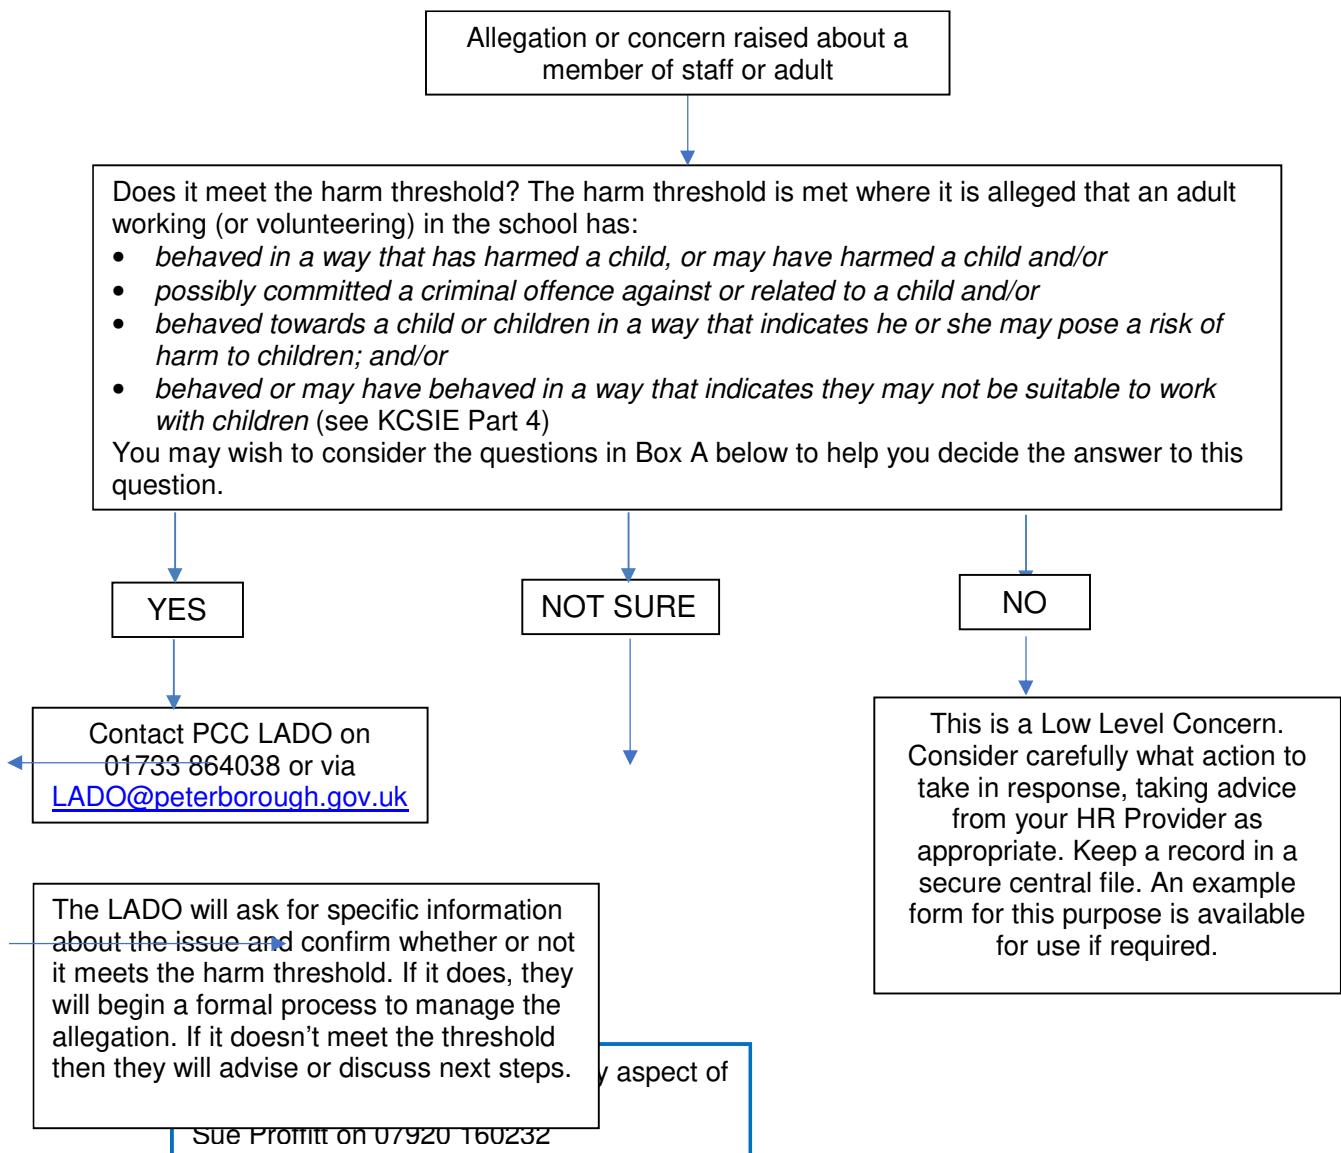 Allegation or concern raised about a
member of staff or adult
Does it meet the harm threshold? The harm threshold is met where it is alleged that an adult
working (or volunteering) in the school has:
• behaved in a way that has harmed a child, or may have harmed a child and/or
• possibly committed a criminal offence against or related to a child and/or
• behaved towards a child or children in a way that indicates he or she may pose a risk of
harm to children; and/or
• behaved or may have behaved in a way that indicates they may not be suitable to work
with children (see KCSIE Part 4)
You may wish to consider the questions in Box A below to help you decide the answer to this
question.
YES
NOT SURE
NO
Contact PCC LADO on
01733 864038 or via
LADO@peterborough.gov.uk
This is a Low Level Concern.
Consider carefully what action to
take in response, taking advice
from your HR Provider as
appropriate. Keep a record in a
secure central file. An example
form for this purpose is available
for use if required.
The LADO will ask for specific information
about the issue and confirm whether or not
it meets the harm threshold. If it does, they
will begin a formal process to manage the
allegation. If it doesn’t meet the threshold
then they will advise or discuss next steps.
aspect of
Sue Proffitt on 07920 160232